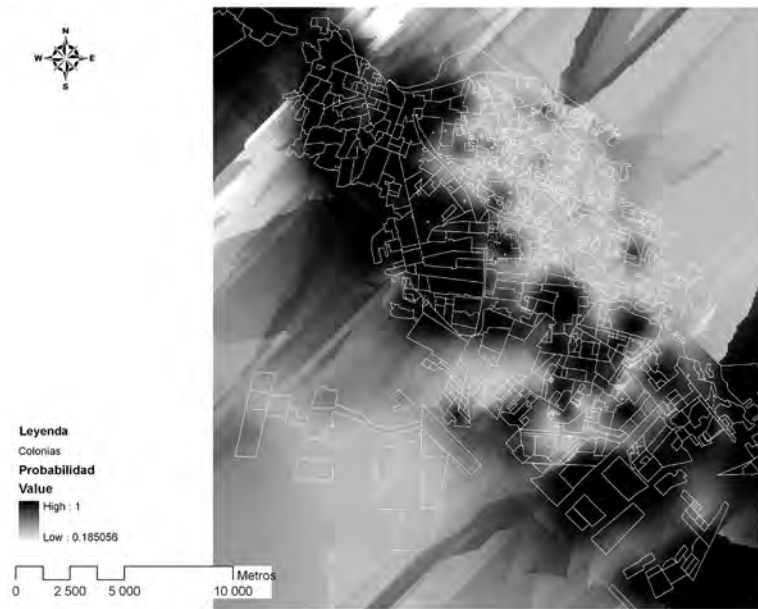 N
W E
S
Leyenda
Colonias
Probabilidad
Value
High : 1
Low : 0.185056
Metros
0 2 500 5 000 10 000